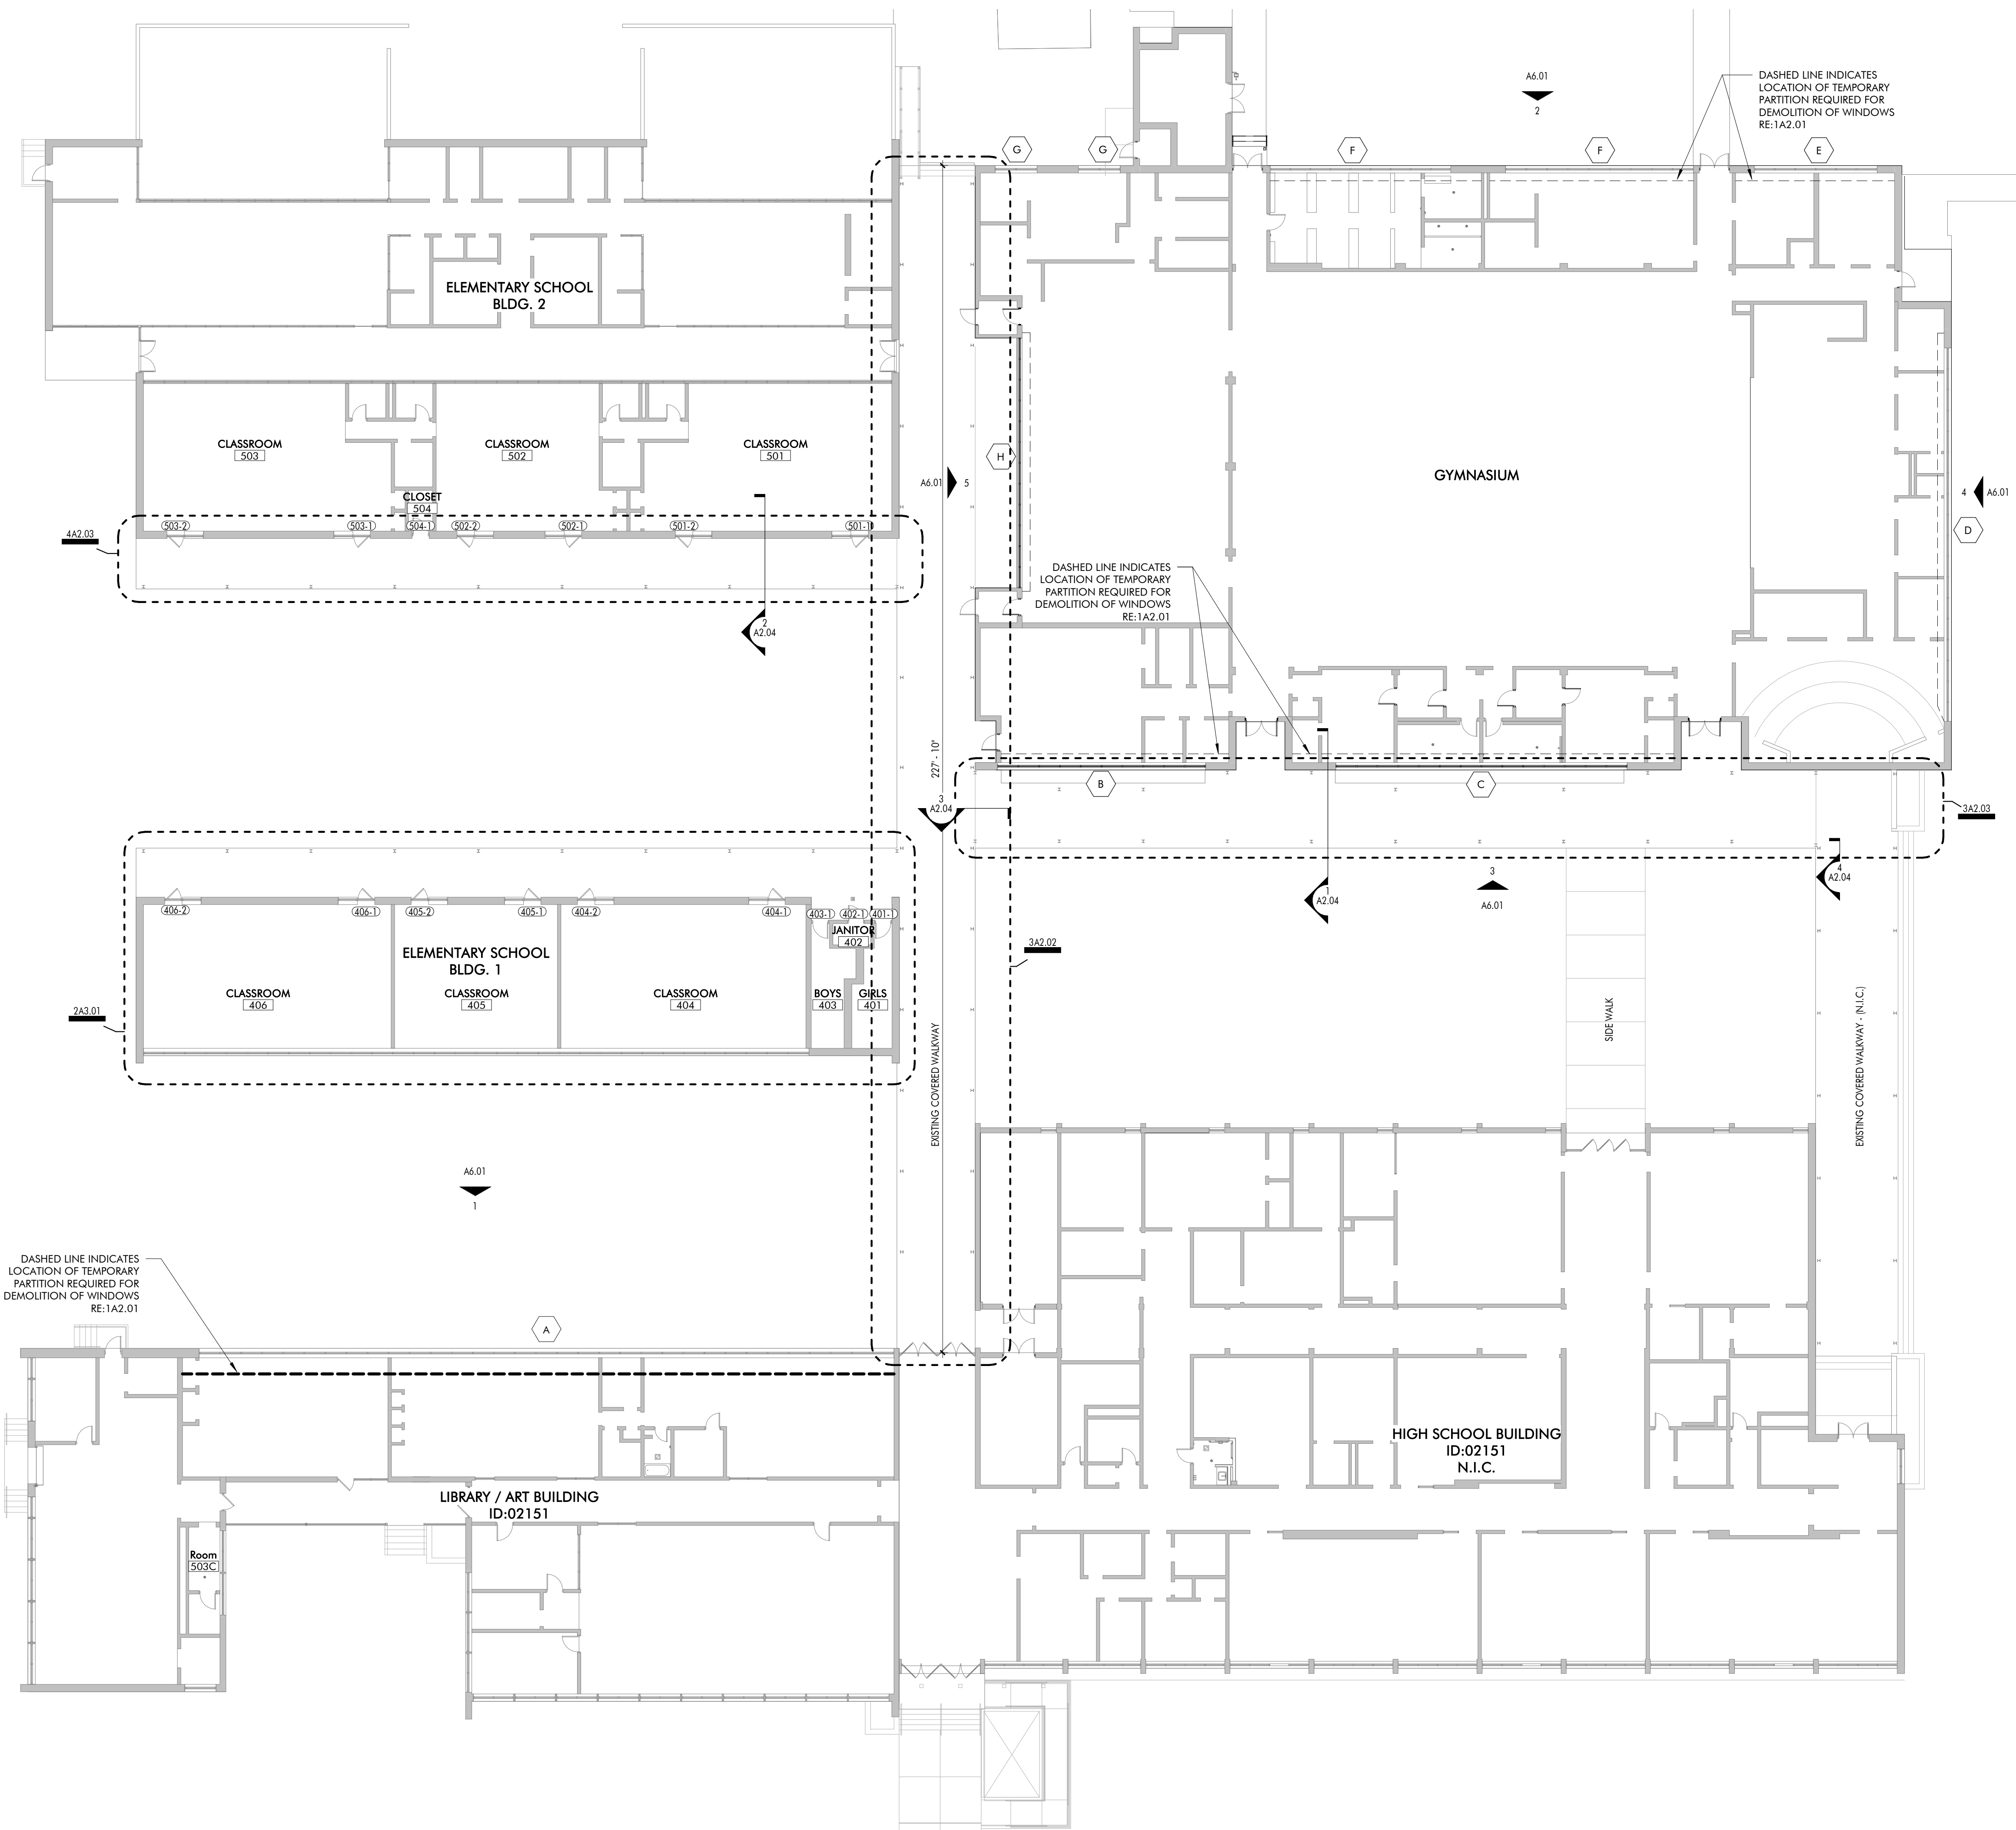 A6.01
2
DASHED LINE INDICATES
LOCATION OF TEMPORARY
PARTITION REQUIRED FOR
DEMOLITION OF WINDOWS
RE:1A2.01
G
G
F
F
E
ELEMENTARY SCHOOL
BLDG. 2
CLASSROOM
503
CLASSROOM
502
CLASSROOM
501
CLOSET
504
503-2
503-1
504-1
502-2
502-1
501-2
501-1
4A2.03
2
A2.04
H
A6.01
5
GYMNASIUM
4
A6.01
D
DASHED LINE INDICATES
LOCATION OF TEMPORARY
PARTITION REQUIRED FOR
DEMOLITION OF WINDOWS
RE:1A2.01
227' - 10"
3
A2.04
B
C
3A2.03
1
A2.04
3
A6.01
4
A2.04
406-2
406-1
405-2
405-1
404-2
404-1
403-1
402-1
401-1
JANITOR
402
ELEMENTARY SCHOOL
BLDG. 1
CLASSROOM
406
CLASSROOM
405
CLASSROOM
404
BOYS
403
GIRLS
401
2A3.01
3A2.02
EXISTING COVERED WALKWAY
SIDE WALK
EXISTING COVERED WALKWAY - (N.I.C.)
A6.01
1
DASHED LINE INDICATES
LOCATION OF TEMPORARY
PARTITION REQUIRED FOR
DEMOLITION OF WINDOWS
RE:1A2.01
A
HIGH SCHOOL BUILDING
ID:02151
N.I.C.
LIBRARY / ART BUILDING
ID:02151
Room
503C